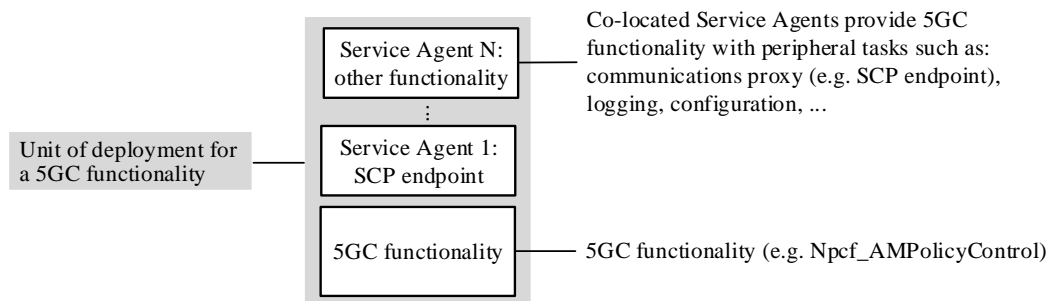 Service Agent N:
other functionality
Co-located Service Agents provide 5GC
functionality with peripheral tasks such as:
communications proxy (e.g. SCP endpoint),
logging, configuration, ...
...
Unit of deployment for
a 5GC functionality
Service Agent 1:
SCP endpoint
5GC functionality
5GC functionality (e.g. Npcf_AMPolicyControl)